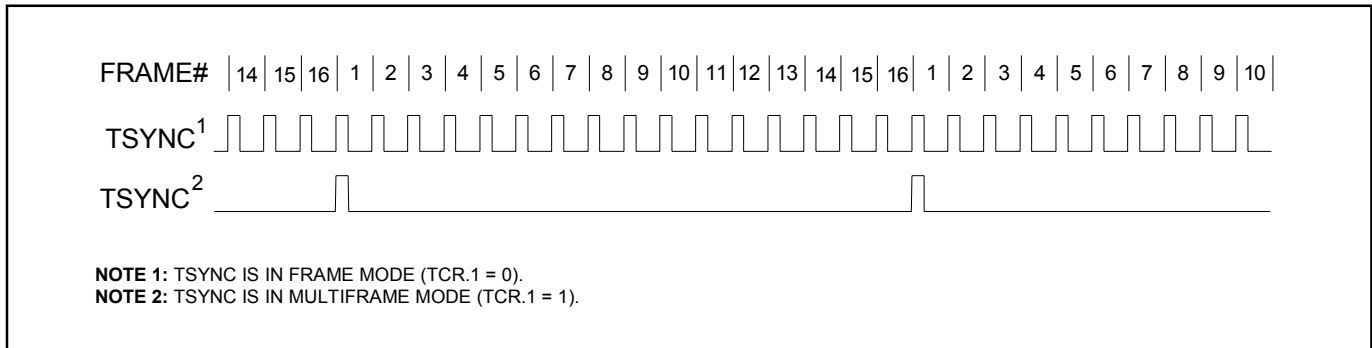 FRAME# 14 15 16 1 2 3 4 5 6 7 8 9 10 11 12 13 14 15 16 1 2 3 4 5 6 7 8 9 10
TSYNC1
TSYNC2
NOTE 1: TSYNC IS IN FRAME MODE (TCR.1 = 0).
NOTE 2: TSYNC IS IN MULTIFRAME MODE (TCR.1 = 1).